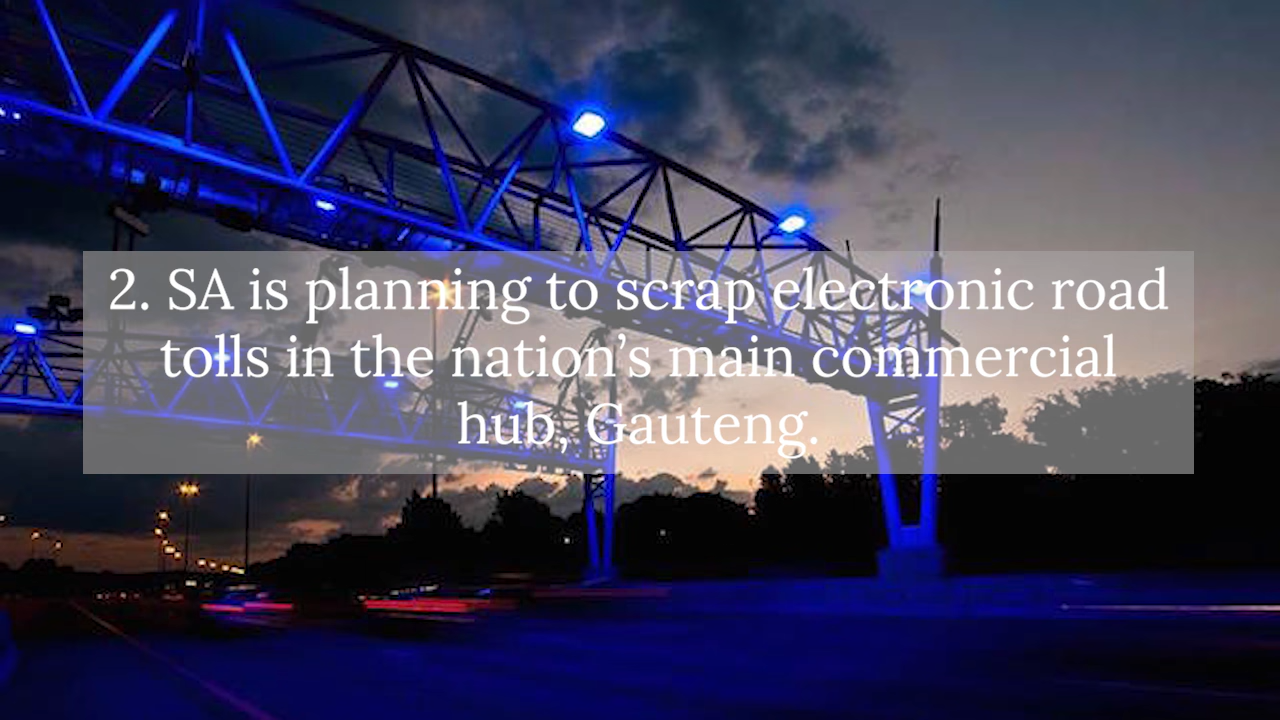 2. SA is planning to scrap electronic road
tolls in the nation’s main commercial
hub, Gauteng.